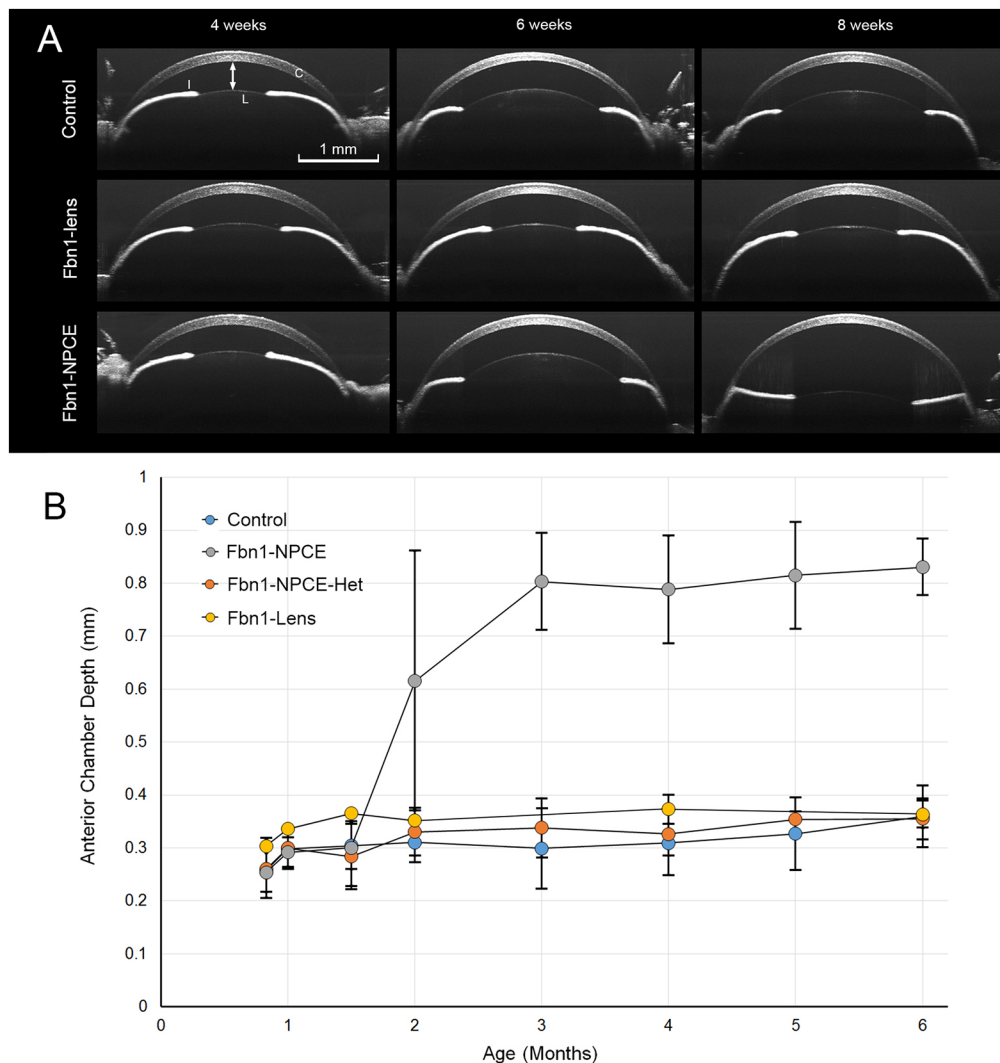 A
4 weeks
6 weeks
8 weeks
Control
I
C
L
1 mm
Fbn1-lens
Fbn1-NPCE
B
Control
Fbn1-NPCE
Fbn1-NPCE-Het
Fbn1-Lens
Anterior Chamber Depth (mm)
1
0.9
0.8
0.7
0.6
0.5
0.4
0.3
0.2
0.1
0
0 1 2 3 4 5 6
Age (Months)